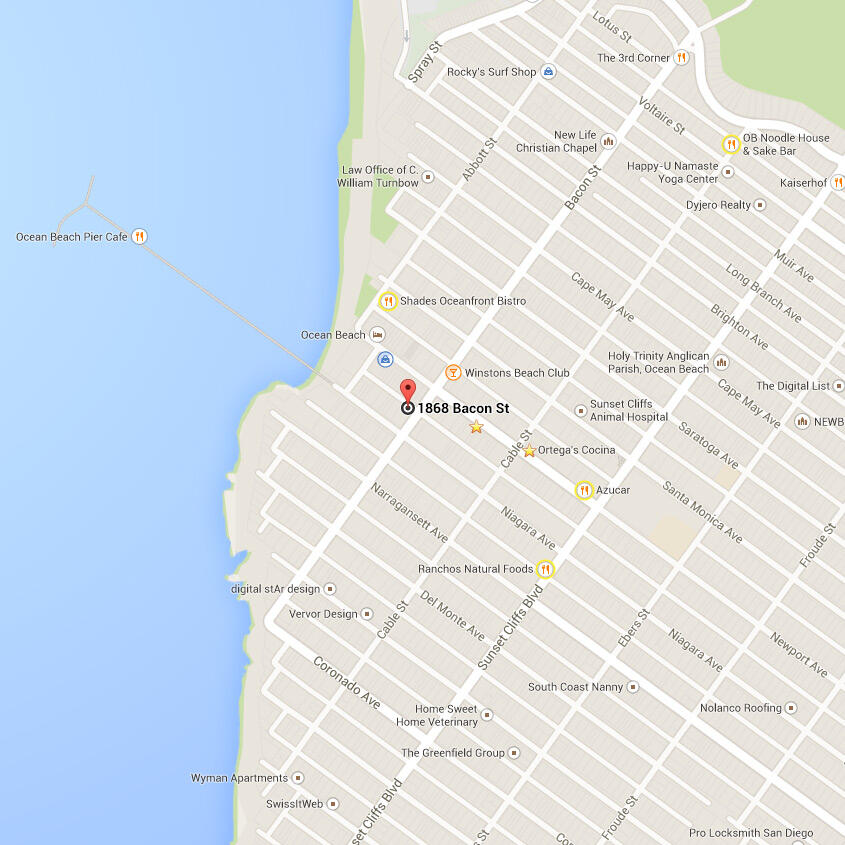 Lotus St
Spray St
The 3rd Corner
Rocky's Surf Shop
Voltaire St
New Life
Christian Chapel
OB Noodle House
& Sake Bar
Abbott St
Law Office of C.
William Turnbow
Happy-U Namaste
Yoga Center
Kaiserhof
Bacon St
Dyjero Realty
Ocean Beach Pier Cafe
Muir Ave
Long Branch Ave
Cape May Ave
Shades Oceanfront Bistro
Brighton Ave
Ocean Beach
Holy Trinity Anglican
Parish, Ocean Beach
Winstons Beach Club
The Digital List
Cape May Ave
1868 Bacon St
Sunset Cliffs
Animal Hospital
NEWB
Saratoga Ave
Cable St
Ortega's Cocina
Azucar
Santa Monica Ave
Narragansett Ave
Niagara Ave
Froude St
Ranchos Natural Foods
digital stAr design
Vervor Design
Cable St
Del Monte Ave
Sunset Cliffs Blvd
Ebers St
Niagara Ave
Newport Ave
Coronado Ave
South Coast Nanny
Nolanco Roofing
Home Sweet
Home Veterinary
The Greenfield Group
Wyman Apartments
SwissItWeb
set Cliffs Blvd
Froude St
s St
Cor
Pro Locksmith San Diego